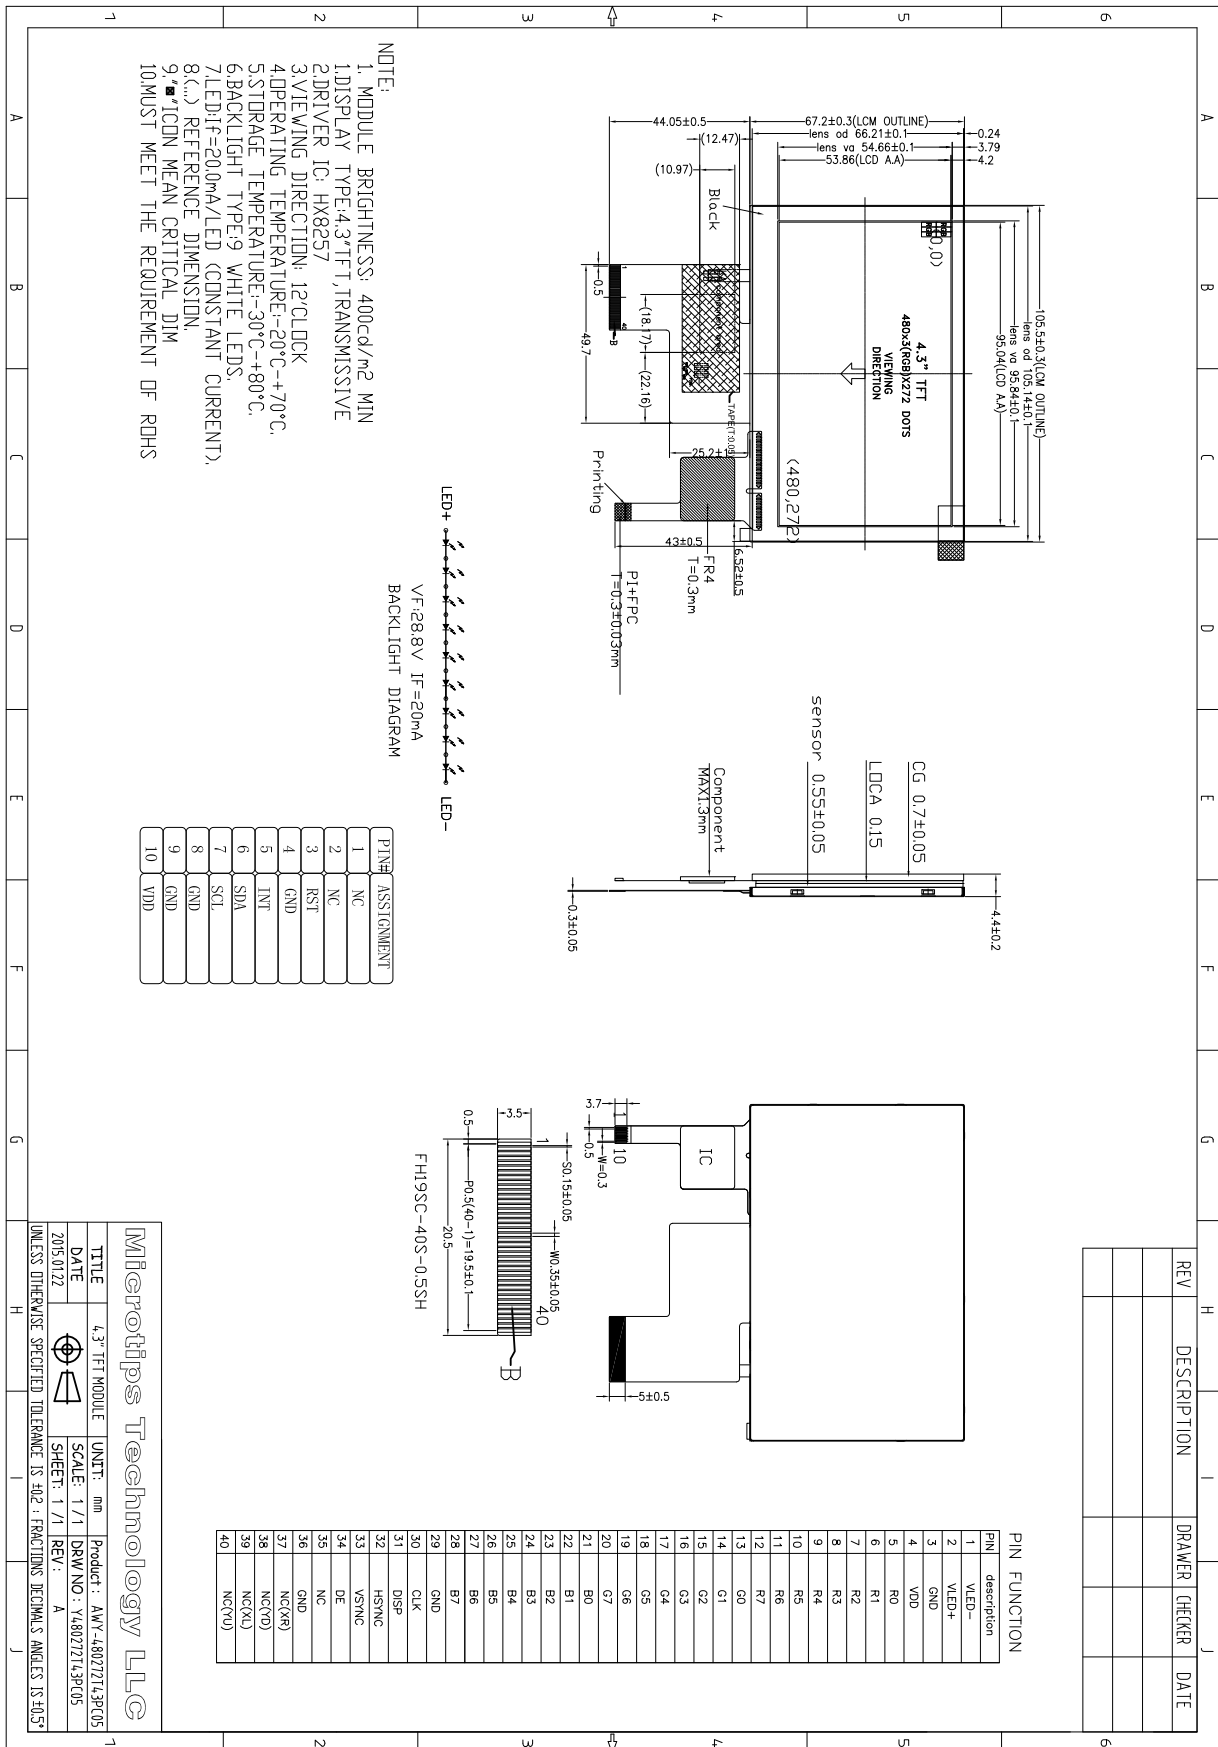 1
2
3
4
5
6
A
B
C
D
E
F
G
H
I
J
REV
DESCRIPTION
DRAWER
CHECKER
DATE
67.2±0.3(LCM OUTLINE)
lens od 66.21±0.1
lens va 54.66±0.1
53.86(LCD A.A)
0.24
3.79
4.2
44.05±0.5
(12.47)
(10.97)
Black
105.5±0.3(LCM OUTLINE)
lens od 105.14±0.1
lens va 95.84±0.1
95.04(LCD A.A)
4.3" TFT
480x3(RGB)X272 DOTS
VIEWING
DIRECTION
(480,272)
0.5
1
40
B
(18.17)
(22.16)
49.7
TAPE(T:0.05)
25.2±1
Printing
43±0.5
6.52±0.5
FR4
T=0.3mm
PI+FPC
T=0.3±0.03mm
CG 0.7±0.05
LOCA 0.15
sensor 0.55±0.05
Component
MAX1.3mm
4.4±0.2
0.3±0.05
3.7
1
10
0.5
W=0.3
IC
5±0.5
3.5
0.5
1
S0.15±0.05
W0.35±0.05
40
P0.5(40-1)=19.5±0.1
20.5
B
FH19SC-40S-0.5SH
LED+
LED-
VF:28.8V IF=20mA
BACKLIGHT DIAGRAM
NOTE:
1. MODULE BRIGHTNESS: 400cd/m2 MIN
1.DISPLAY TYPE:4.3"TFT,TRANSMISSIVE
2.DRIVER IC: HX8257
3.VIEWING DIRECTION: 12'CLOCK
4.OPERATING TEMPERATURE:-20°C-+70°C.
5.STORAGE TEMPERATURE:-30°C-+80°C.
6.BACKLIGHT TYPE:9 WHITE LEDS.
7.LED:If=20.0mA/LED (CONSTANT CURRENT).
8.(...) REFERENCE DIMENSION.
9."※"ICON MEAN CRITICAL DIM
10.MUST MEET THE REQUIREMENT OF ROHS
PIN# ASSIGNMENT
1 NC
2 NC
3 RST
4 GND
5 INT
6 SDA
7 SCL
8 GND
9 GND
10 VDD
PIN FUNCTION
PIN description
1 VLED-
2 VLED+
3 GND
4 VDD
5 R0
6 R1
7 R2
8 R3
9 R4
10 R5
11 R6
12 R7
13 G0
14 G1
15 G2
16 G3
17 G4
18 G5
19 G6
20 G7
21 B0
22 B1
23 B2
24 B3
25 B4
26 B5
27 B6
28 B7
29 GND
30 CLK
31 DISP
32 HSYNC
33 VSYNC
34 DE
35 NC
36 GND
37 NC(XR)
38 NC(YD)
39 NC(XL)
40 NC(YU)
Microtips Technology LLC
TITLE 4.3" TFT MODULE UNIT: mm Product: AWY-480272T43PC05
DATE SCALE: 1 /1 DRW NO : Y480272T43PC05
2015.01.22 SHEET: 1 /1 REV : A
UNLESS OTHERWISE SPECIFIED TOLERANCE IS ±0.2 : FRACTIONS DECIMALS ANGLES IS ±0.5°